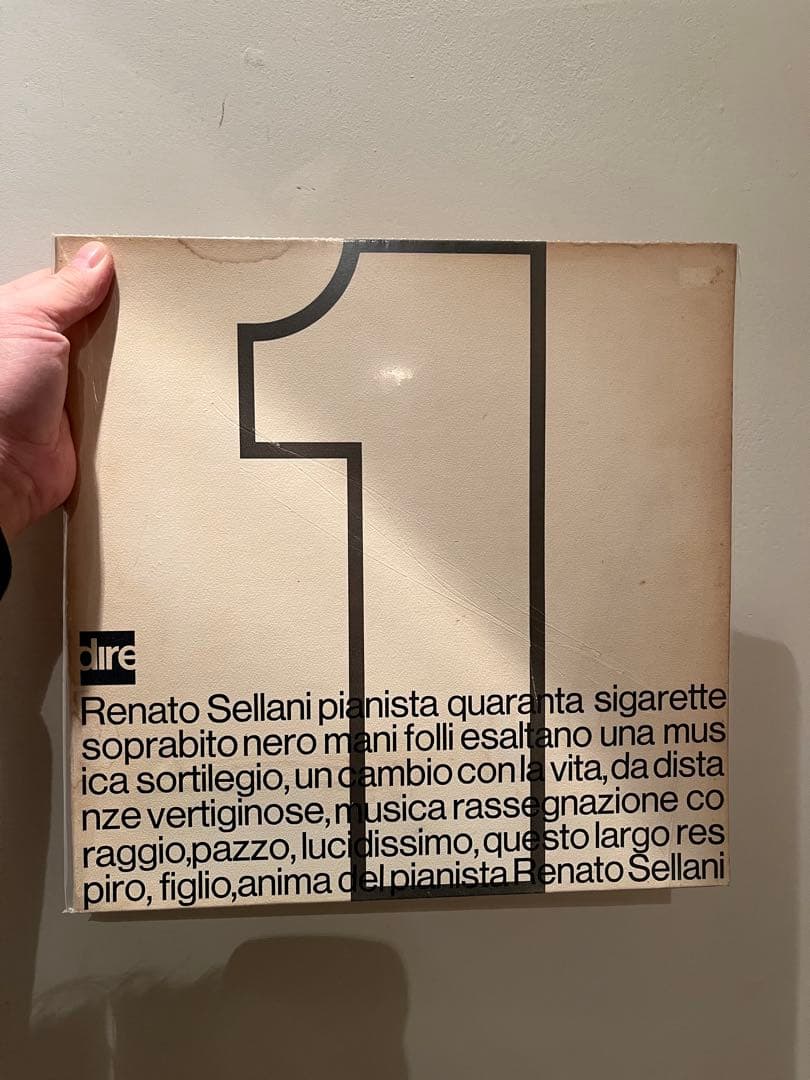 1
dire
Renato Sellani pianista quaranta sigarette
soprabito nero mani folli esaltano una mus
ica sortilegio, un cambio con la vita, da dista
nze vertiginose, musica rassegnazione co
raggio,pazzo, lucidissimo, questo largo res
piro, figlio,anima del pianista Renato Sellani